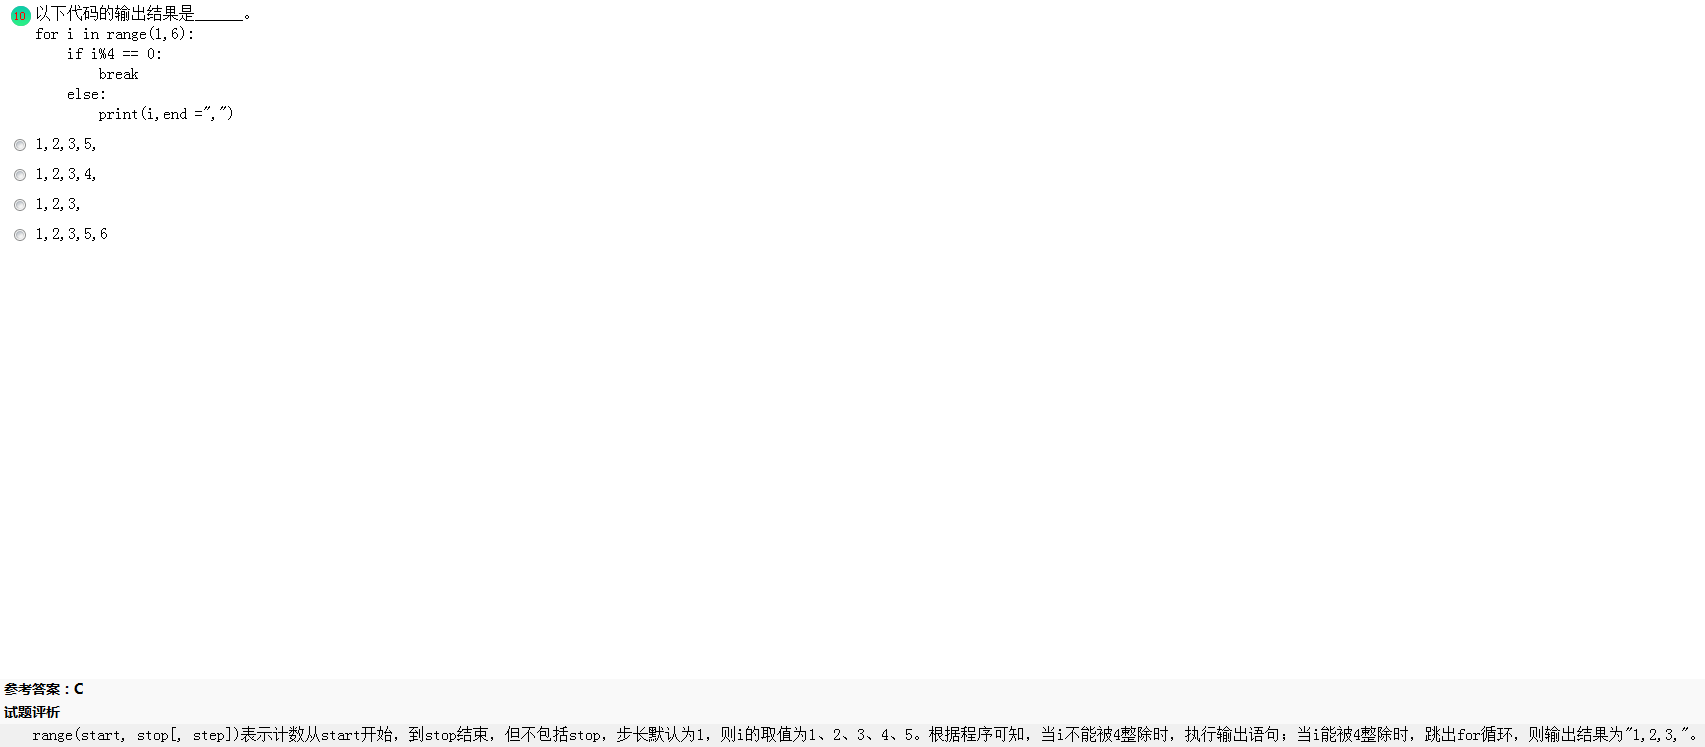 10 以下代码的输出结果是______。
for i in range(1,6):
    if i%4 == 0:
        break
    else:
        print(i,end =",")
1,2,3,5,
1,2,3,4,
1,2,3,
1,2,3,5,6
参考答案：C
试题评析
range(start, stop[, step])表示计数从start开始，到stop结束，但不包括stop，步长默认为1，则i的取值为1、2、3、4、5。根据程序可知，当i不能被4整除时，执行输出语句；当i能被4整除时，跳出for循环，则输出结果为"1,2,3,"。